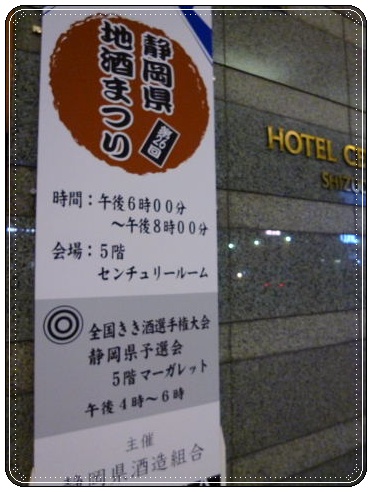 静岡県
地酒まつり
第26回
時間：午後6時00分
～午後8時00分
会場：5階
センチュリールーム
全国きき酒選手権大会
静岡県予選会
5階マーガレット
午後4時～6時
主催
静岡県酒造組合
HOTEL CE
SHIZU